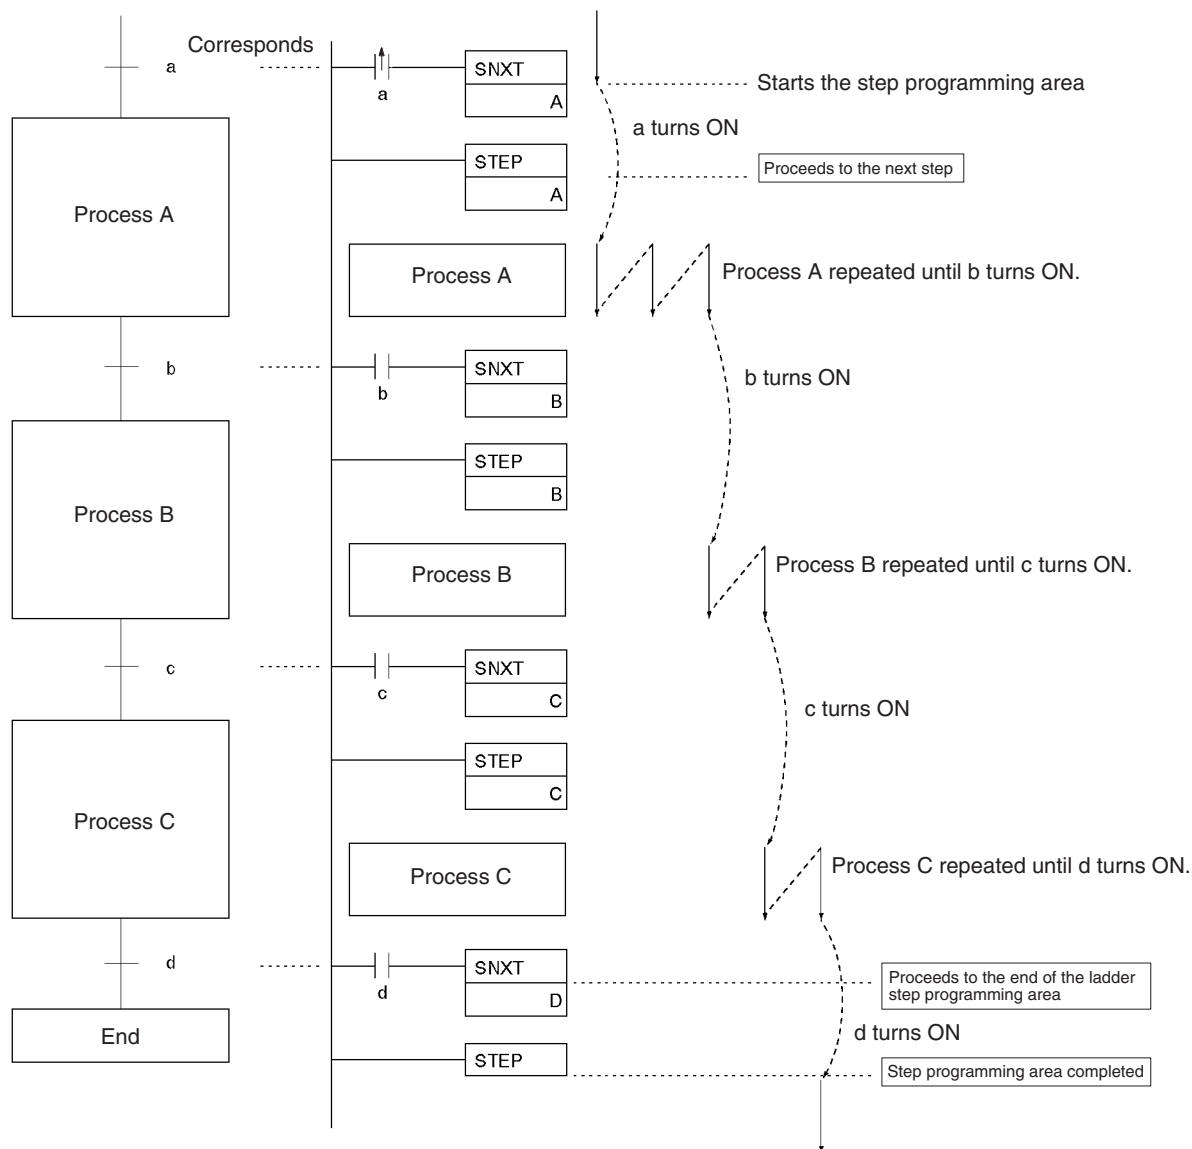 Corresponds
a
a
SNXT
A
Starts the step programming area
a turns ON
STEP
A
Proceeds to the next step
Process A
Process A
Process A repeated until b turns ON.
b
b
SNXT
B
b turns ON
STEP
B
Process B
Process B
Process B repeated until c turns ON.
c
c
SNXT
C
c turns ON
STEP
C
Process C
Process C
Process C repeated until d turns ON.
d
d
SNXT
D
Proceeds to the end of the ladder
step programming area
End
d turns ON
STEP
Step programming area completed